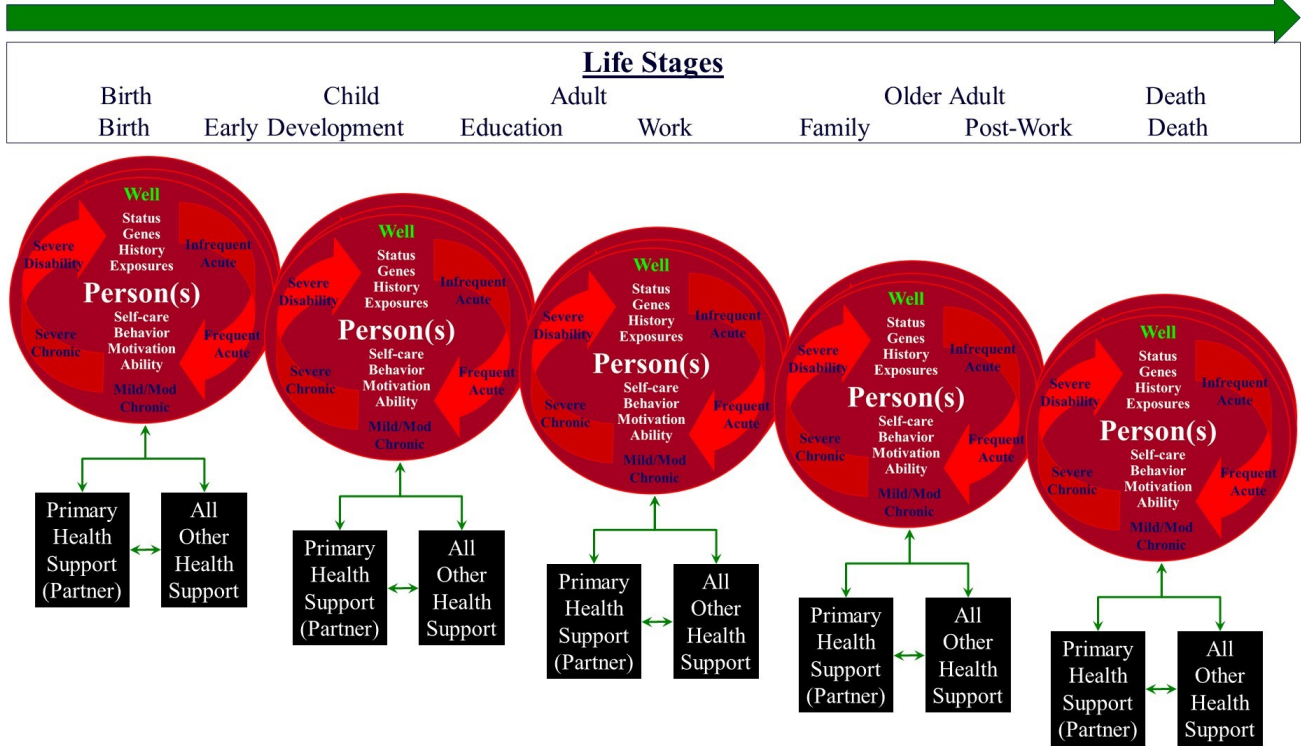 Life Stages
Birth Child Adult Older Adult Death
Birth Early Development Education Work Family Post-Work Death
Well
Status
Genes
History
Exposures
Severe
Disability
Infrequent
Acute
Person(s)
Self-care
Behavior
Motivation
Ability
Severe
Chronic
Frequent
Acute
Mild/Mod
Chronic
Primary
Health
Support
(Partner)
All
Other
Health
Support
Well
Status
Genes
History
Exposures
Severe
Disability
Infrequent
Acute
Person(s)
Self-care
Behavior
Motivation
Ability
Severe
Chronic
Frequent
Acute
Mild/Mod
Chronic
Primary
Health
Support
(Partner)
All
Other
Health
Support
Well
Status
Genes
History
Exposures
Severe
Disability
Infrequent
Acute
Person(s)
Self-care
Behavior
Motivation
Ability
Severe
Chronic
Frequent
Acute
Mild/Mod
Chronic
Primary
Health
Support
(Partner)
All
Other
Health
Support
Well
Status
Genes
History
Exposures
Severe
Disability
Infrequent
Acute
Person(s)
Self-care
Behavior
Motivation
Ability
Severe
Chronic
Frequent
Acute
Mild/Mod
Chronic
Primary
Health
Support
(Partner)
All
Other
Health
Support
Well
Status
Genes
History
Exposures
Severe
Disability
Infrequent
Acute
Person(s)
Self-care
Behavior
Motivation
Ability
Severe
Chronic
Frequent
Acute
Mild/Mod
Chronic
Primary
Health
Support
(Partner)
All
Other
Health
Support